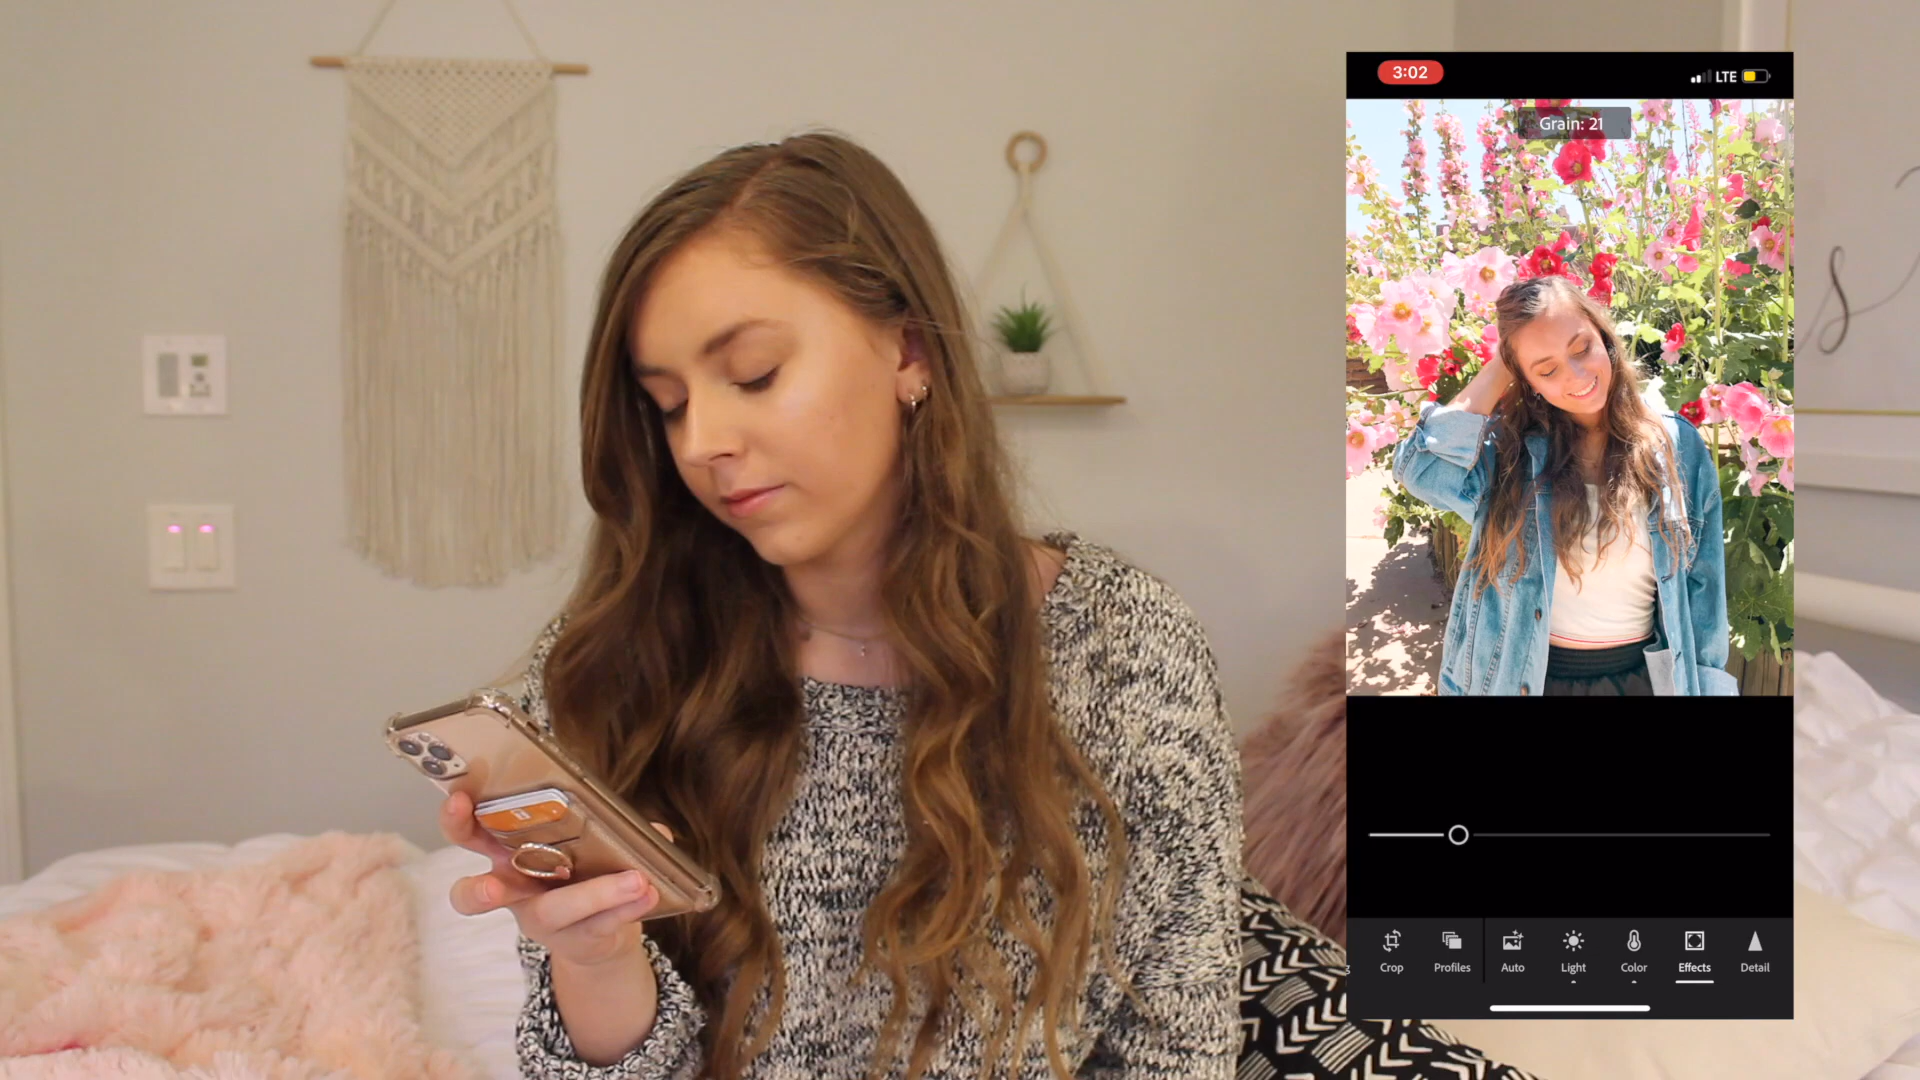 3:02
LTE
Grain: 21
Crop
Profiles
Auto
Light
Color
Effects
Detail